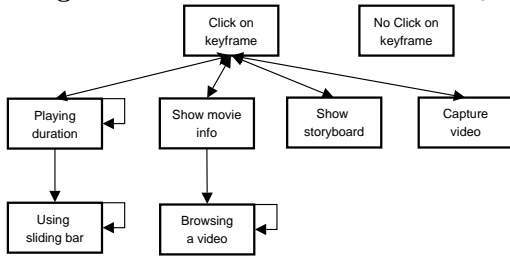 Click on
keyframe
No Click on
keyframe
Playing
duration
Show movie
info
Show
storyboard
Capture
video
Using
sliding bar
Browsing
a video